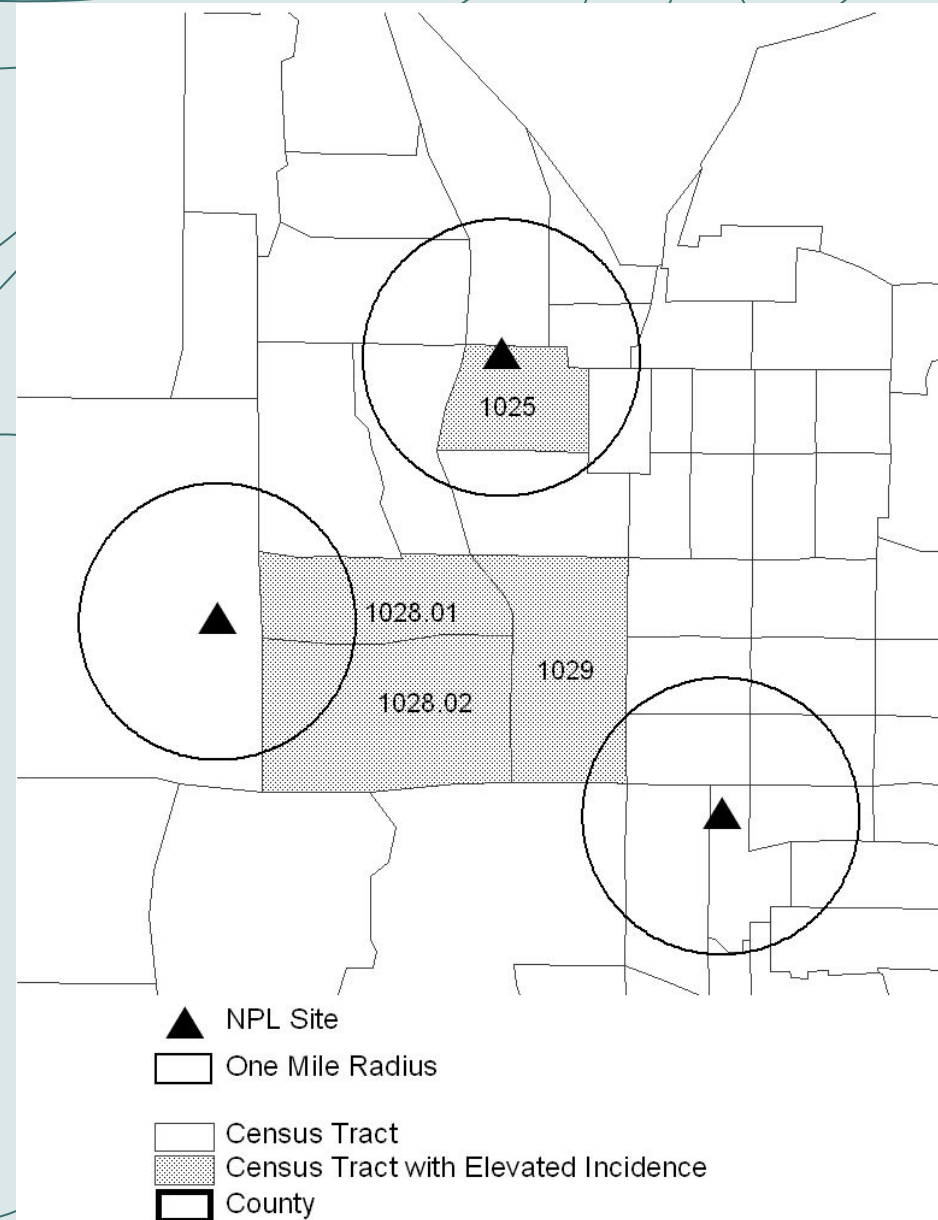 1025
1028.01
1029
1028.02
NPL Site
One Mile Radius
Census Tract
Census Tract with Elevated Incidence
County